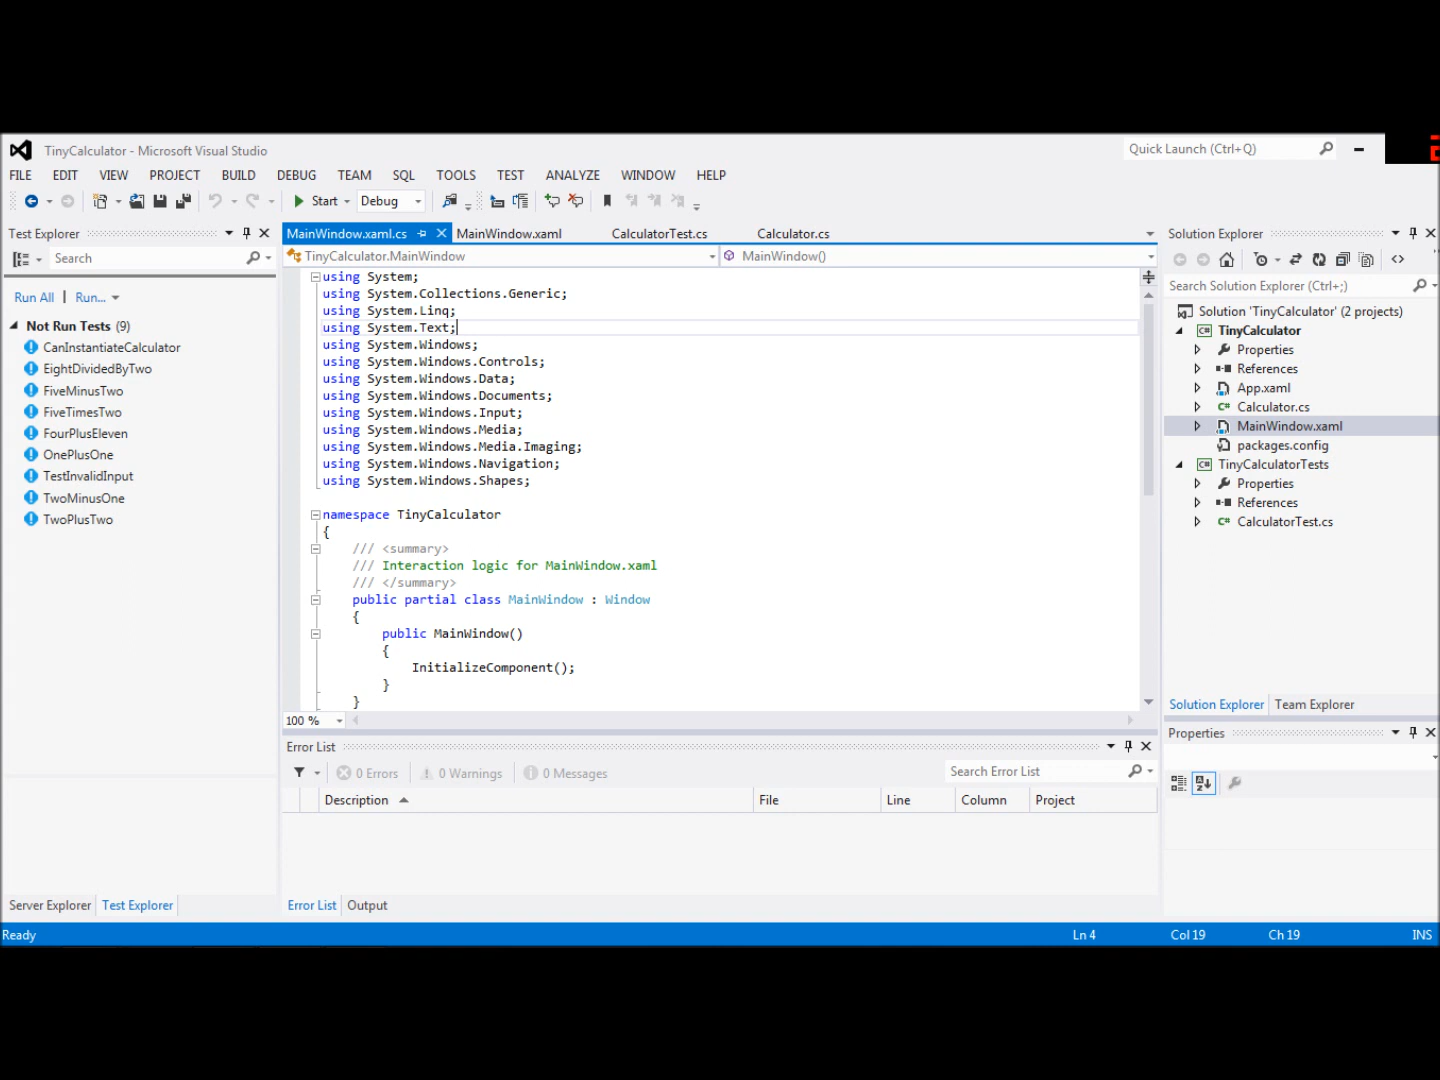 TinyCalculator - Microsoft Visual Studio
Quick Launch (Ctrl+Q)
FILE EDIT VIEW PROJECT BUILD DEBUG TEAM SQL TOOLS TEST ANALYZE WINDOW HELP
Start Debug
Test Explorer
Search
Run All | Run...
Not Run Tests (9)
CanInstantiateCalculator
EightDividedByTwo
FiveMinusTwo
FiveTimesTwo
FourPlusEleven
OnePlusOne
TestInvalidInput
TwoMinusOne
TwoPlusTwo
Server Explorer Test Explorer
MainWindow.xaml.cs MainWindow.xaml CalculatorTest.cs Calculator.cs
TinyCalculator.MainWindow MainWindow()
using System;
using System.Collections.Generic;
using System.Linq;
using System.Text;
using System.Windows;
using System.Windows.Controls;
using System.Windows.Data;
using System.Windows.Documents;
using System.Windows.Input;
using System.Windows.Media;
using System.Windows.Media.Imaging;
using System.Windows.Navigation;
using System.Windows.Shapes;
namespace TinyCalculator
{
/// <summary>
/// Interaction logic for MainWindow.xaml
/// </summary>
public partial class MainWindow : Window
{
public MainWindow()
{
InitializeComponent();
}
}
100 %
Error List
0 Errors 0 Warnings 0 Messages Search Error List
Description File Line Column Project
Error List Output
Solution Explorer
Search Solution Explorer (Ctrl+;)
Solution 'TinyCalculator' (2 projects)
TinyCalculator
Properties
References
App.xaml
Calculator.cs
MainWindow.xaml
packages.config
TinyCalculatorTests
Properties
References
CalculatorTest.cs
Solution Explorer Team Explorer
Properties
Ready Ln 4 Col 19 Ch 19 INS